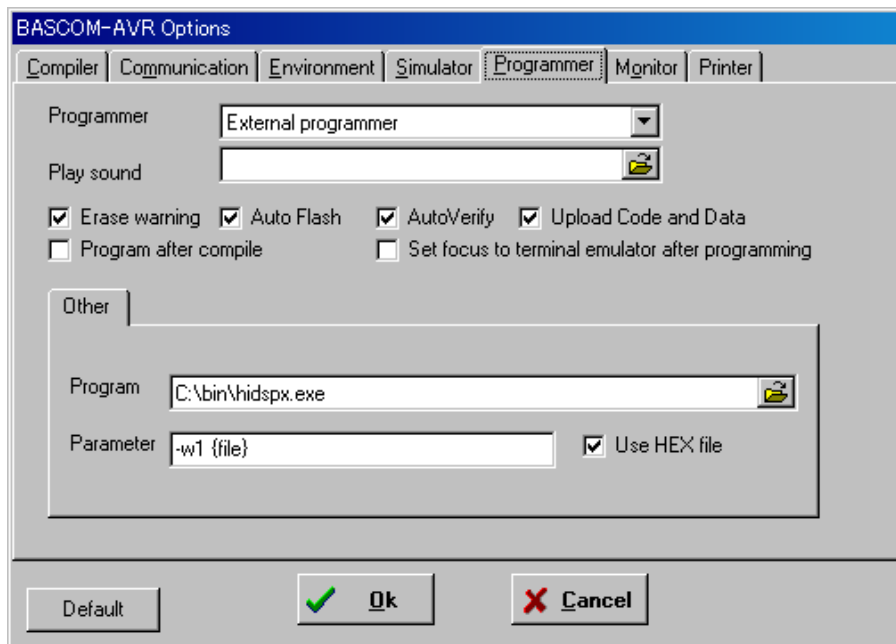 BASCOM-AVR Options
Compiler Communication Environment Simulator Programmer Monitor Printer
Programmer External programmer
Play sound
Erase warning Auto Flash AutoVerify Upload Code and Data
Program after compile Set focus to terminal emulator after programming
Other
Program C:\bin\hidspx.exe
Parameter -w1 {file} Use HEX file
Default Ok Cancel